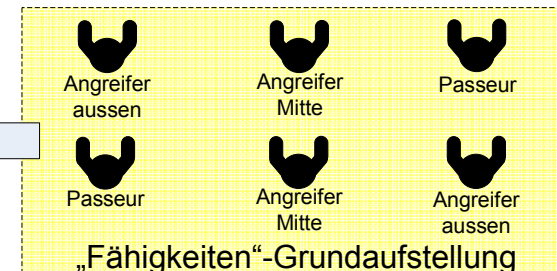 Angreifer
aussen
Angreifer
Mitte
Passeur
Passeur
Angreifer
Mitte
Angreifer
aussen
„Fähigkeiten“-Grundaufstellung